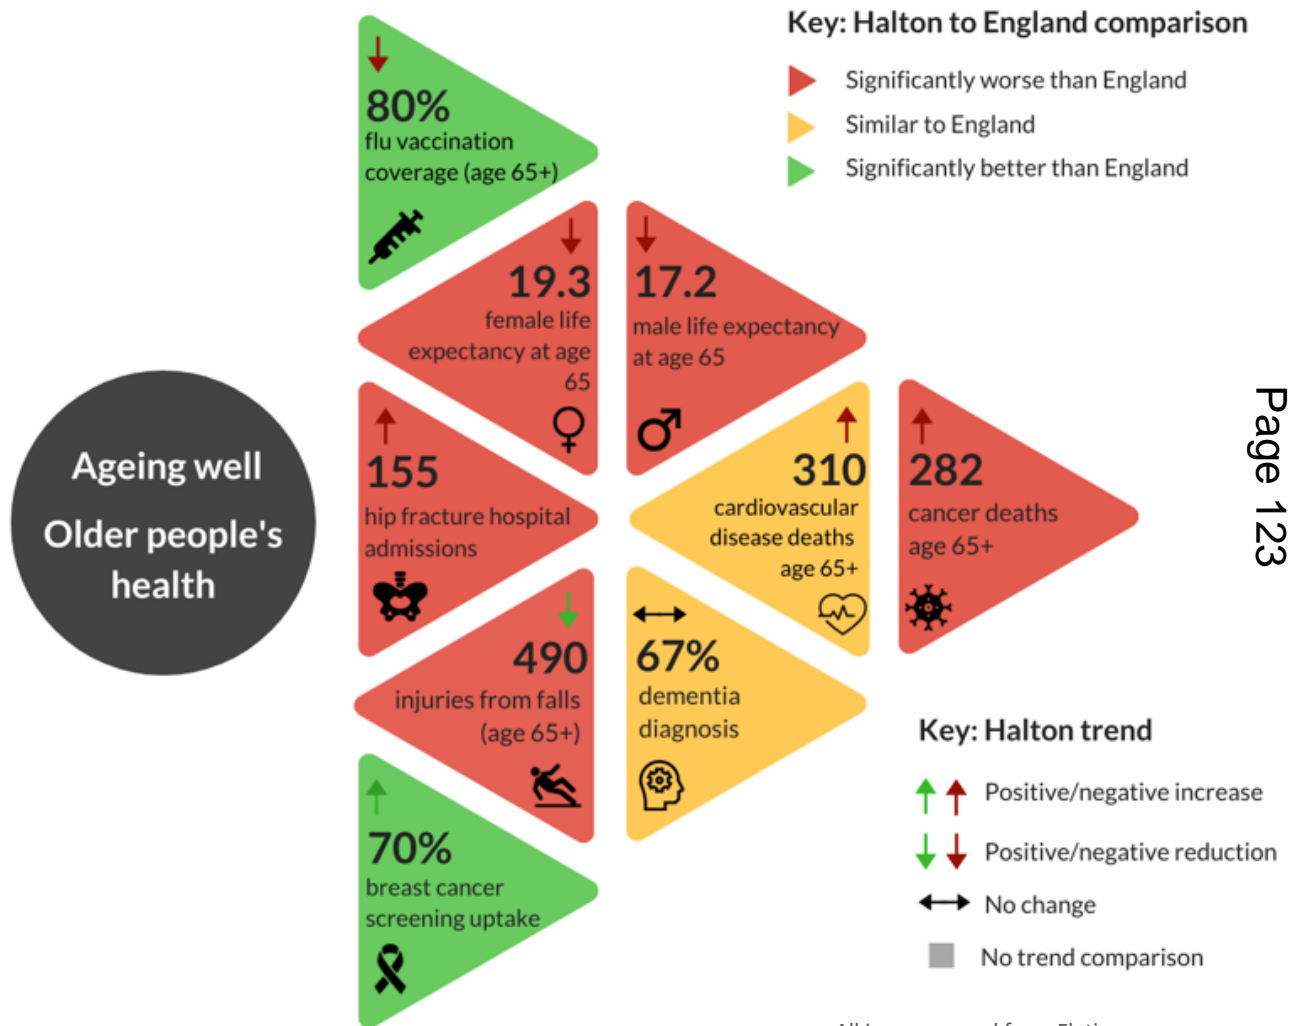 Key: Halton to England comparison
Significantly worse than England
Similar to England
Significantly better than England
80%
flu vaccination
coverage (age 65+)
19.3
female life
expectancy at age
65
17.2
male life expectancy
at age 65
Ageing well
Older people's
health
155
hip fracture hospital
admissions
310
cardiovascular
disease deaths
age 65+
282
cancer deaths
age 65+
490
injuries from falls
(age 65+)
67%
dementia
diagnosis
70%
breast cancer
screening uptake
Key: Halton trend
Positive/negative increase
Positive/negative reduction
No change
No trend comparison
Page 123